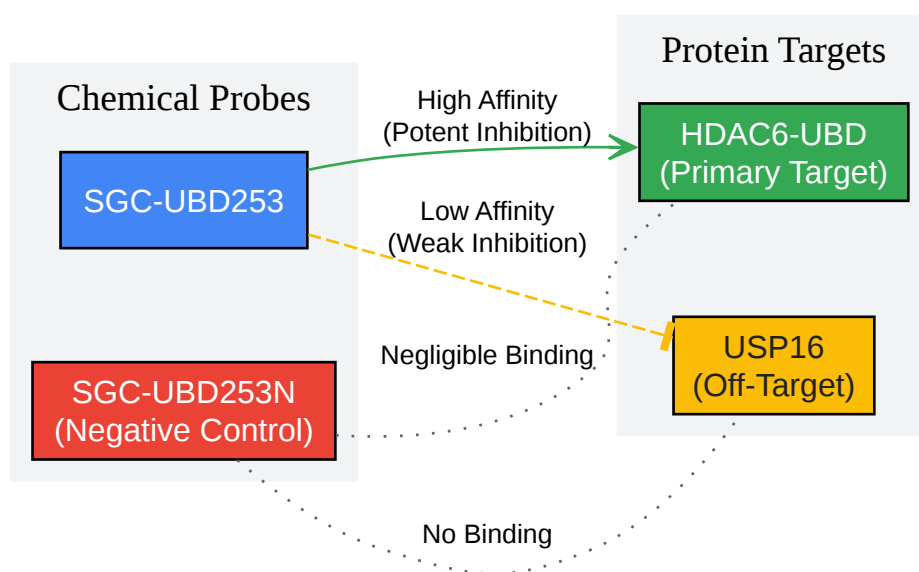 Chemical Probes
Protein Targets
SGC-UBD253
High Affinity
(Potent Inhibition)
HDAC6-UBD
(Primary Target)
Low Affinity
(Weak Inhibition)
SGC-UBD253N
(Negative Control)
Negligible Binding
USP16
(Off-Target)
No Binding